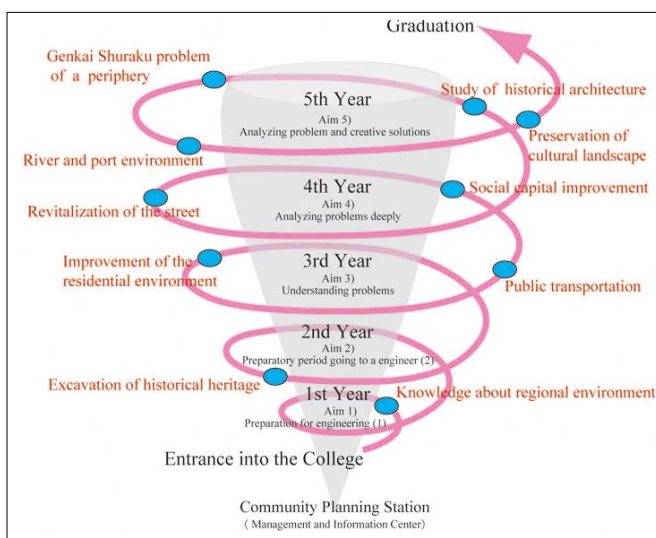 Graduation
Genkai Shuraku problem
of a periphery
Study of historical architecture
5th Year
Aim 5)
Analyzing problem and creative solutions
Preservation of
cultural landscape
River and port environment
4th Year
Aim 4)
Analyzing problems deeply
Social capital improvement
Revitalization of the street
Improvement of the
residential environment
3rd Year
Aim 3)
Understanding problems
Public transportation
2nd Year
Aim 2)
Preparatory period going to a engineer (2)
Excavation of historical heritage
1st Year
Aim 1)
Preparation for engineering (1)
Knowledge about regional environment
Entrance into the College
Community Planning Station
( Management and Information Center)